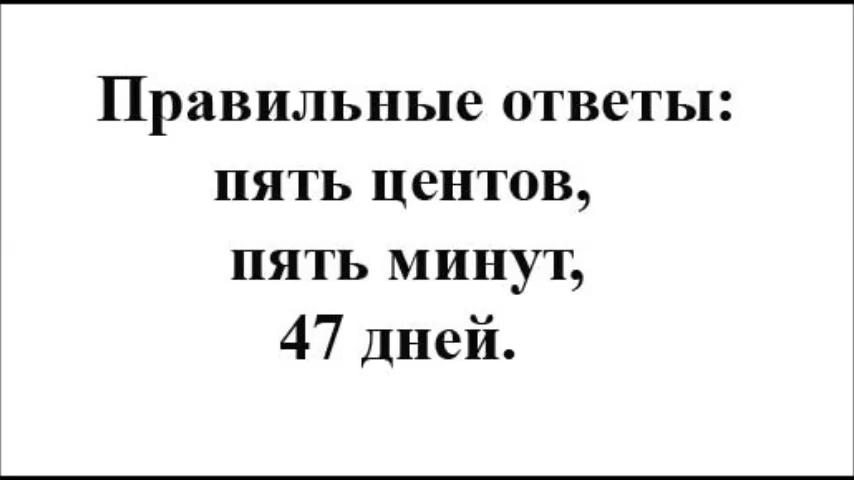 Правильные ответы:
пять центов,
пять минут,
47 дней.